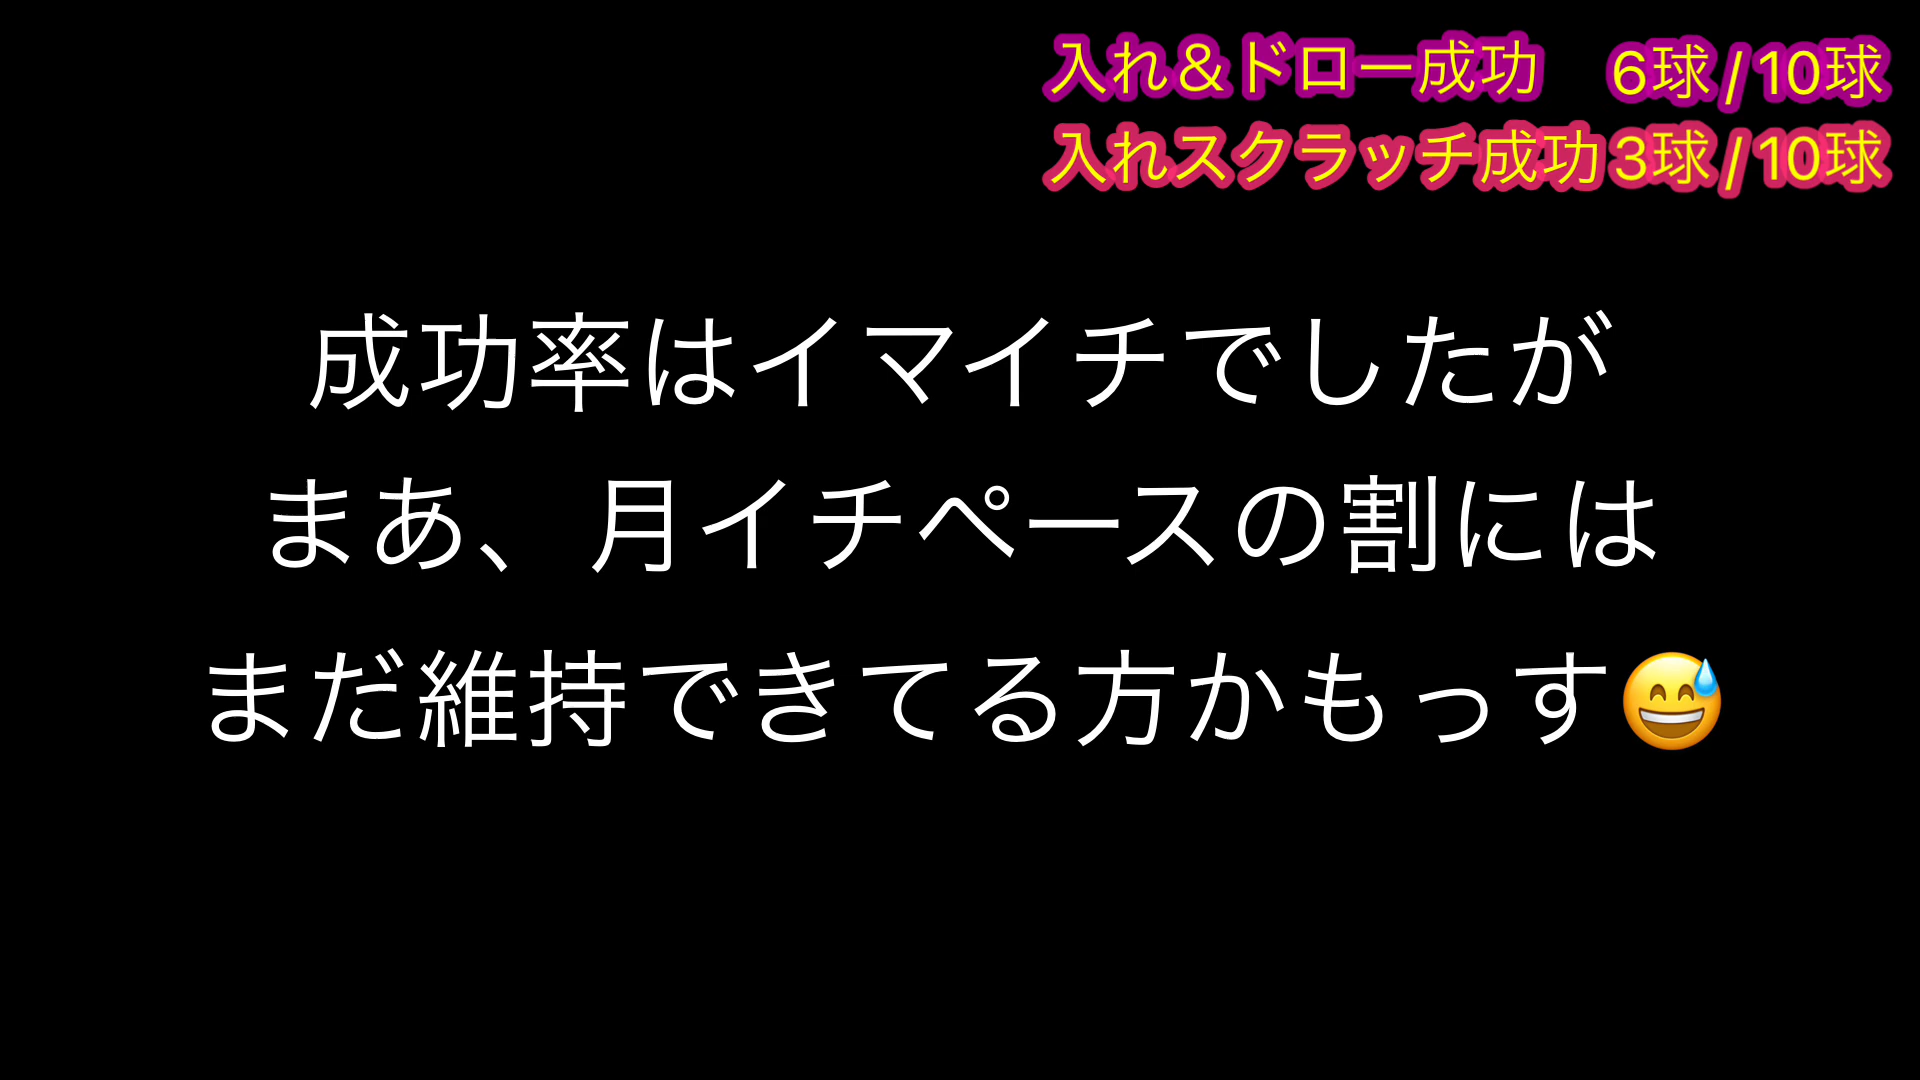 入れ＆ドロー成功　6球/10球
入れスクラッチ成功3球/10球
成功率はイマイチでしたが
まあ、月イチペースの割には
まだ維持できてる方かもっす😅